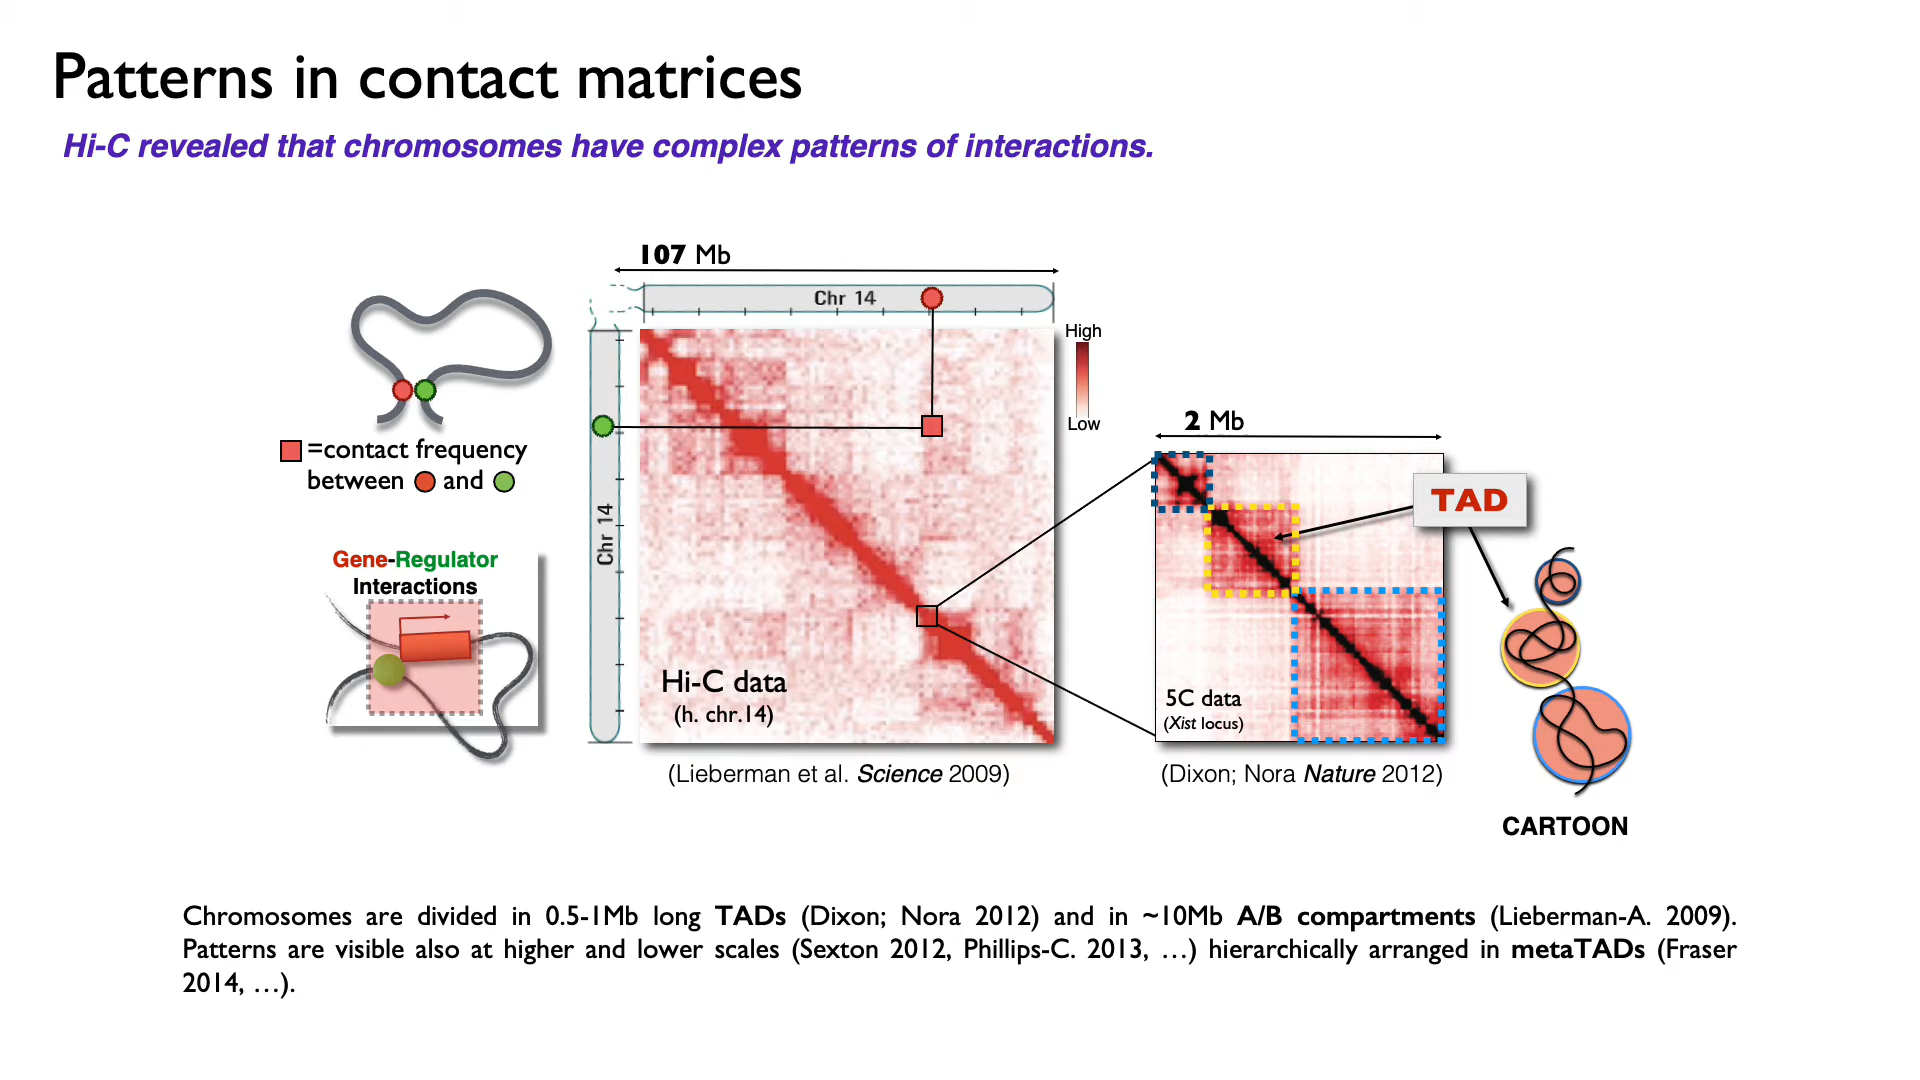 Patterns in contact matrices
Hi-C revealed that chromosomes have complex patterns of interactions.
107 Mb
Chr 14
High
Low
=contact frequency
between and
Chr 14
Gene-Regulator
Interactions
Hi-C data
(h. chr.14)
(Lieberman et al. Science 2009)
2 Mb
TAD
5C data
(Xist locus)
(Dixon; Nora Nature 2012)
CARTOON
Chromosomes are divided in 0.5-1Mb long TADs (Dixon; Nora 2012) and in ~10Mb A/B compartments (Lieberman-A. 2009).
Patterns are visible also at higher and lower scales (Sexton 2012, Phillips-C. 2013, …) hierarchically arranged in metaTADs (Fraser
2014, …).